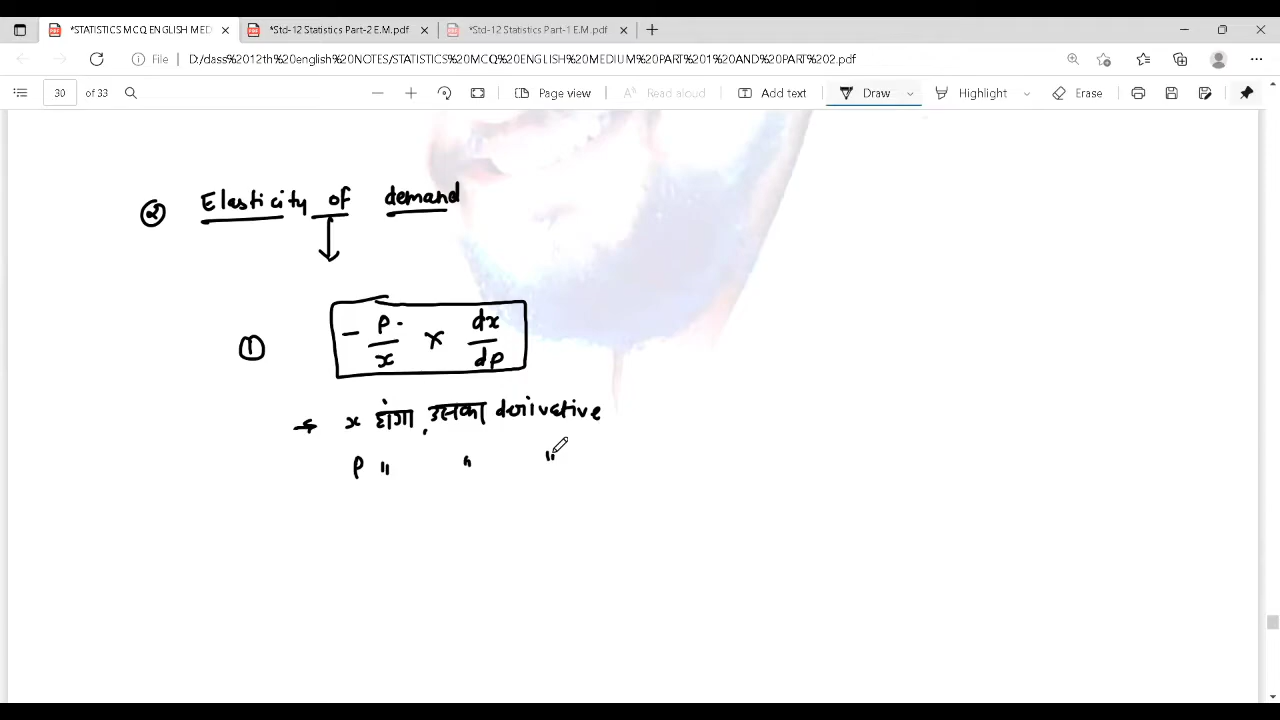 *STATISTICS MCQ ENGLISH MED
*Std-12 Statistics Part-2 E.M.pdf
*Std-12 Statistics Part-1 E.M.pdf
File
D:/class%2012th%20english%20NOTES/STATISTICS%20MCQ%20ENGLISH%20MEDIUM%20PART%201%20AND%20PART%202.pdf
30 of 33
Page view
Read aloud
Add text
Draw
Highlight
Erase
② Elasticity of demand
① - p/x × dx/dp
→ x होगा, उसका derivative
p " " "